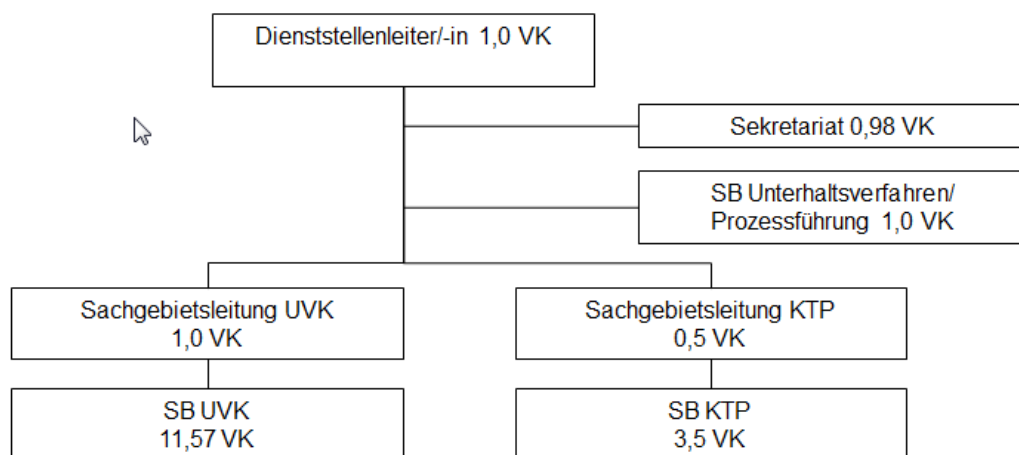 Dienststellenleiter/-in 1,0 VK
Sekretariat 0,98 VK
SB Unterhaltsverfahren/
Prozessführung 1,0 VK
Sachgebietsleitung UVK
1,0 VK
Sachgebietsleitung KTP
0,5 VK
SB UVK
11,57 VK
SB KTP
3,5 VK